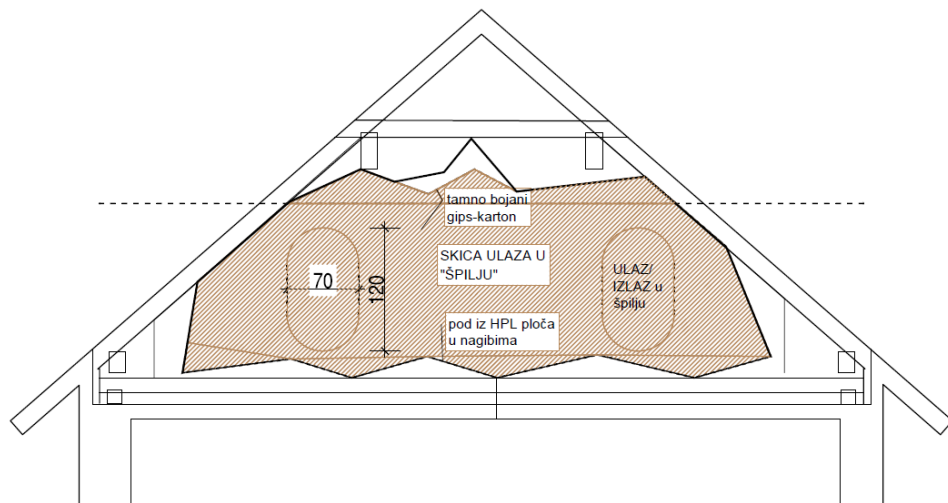 tamno bojani
gips-karton
SKICA ULAZA U
"ŠPILJU"
70
120
ULAZ/
IZLAZ u
špilju
pod iz HPL ploča
u nagibima